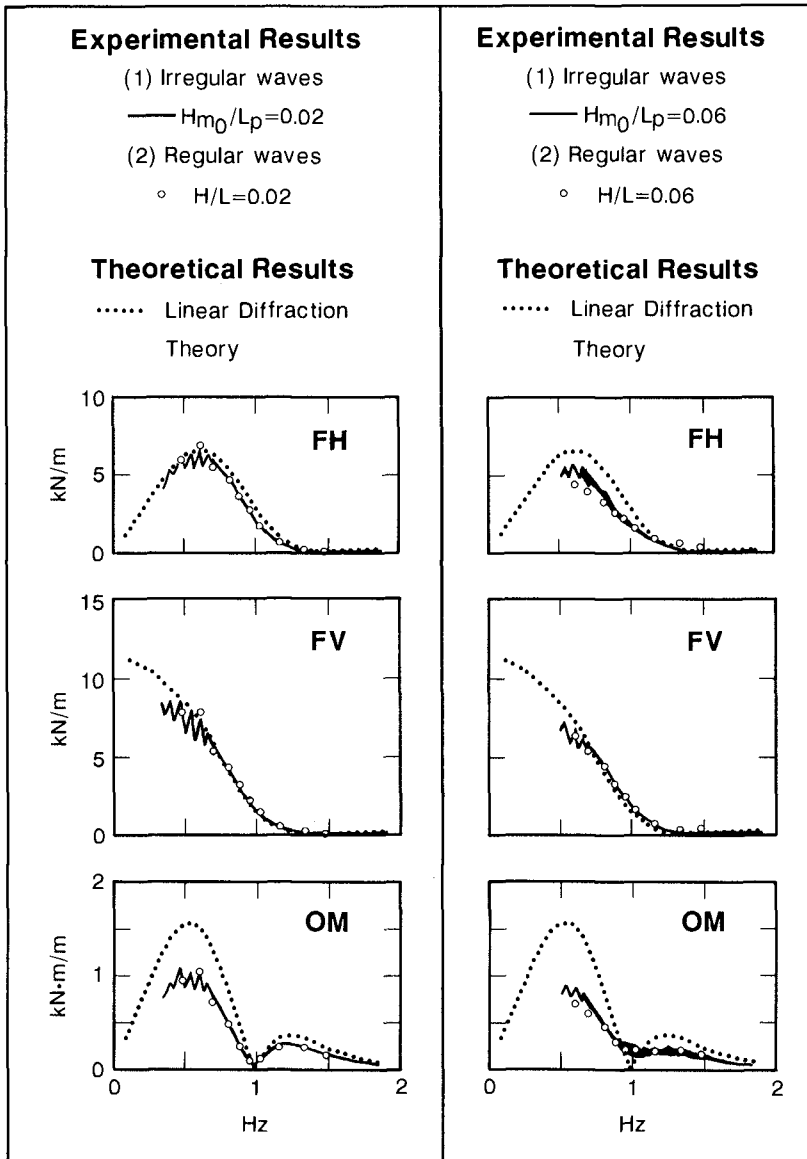 Experimental Results
(1) Irregular waves
Hm0/Lp=0.02
(2) Regular waves
H/L=0.02
Theoretical Results
Linear Diffraction
Theory
10
5
0
kN/m
FH
15
10
5
0
kN/m
FV
2
1
0
kN•m/m
OM
0
1
2
Hz
Experimental Results
(1) Irregular waves
Hm0/Lp=0.06
(2) Regular waves
H/L=0.06
Theoretical Results
Linear Diffraction
Theory
FH
FV
OM
0
1
2
Hz